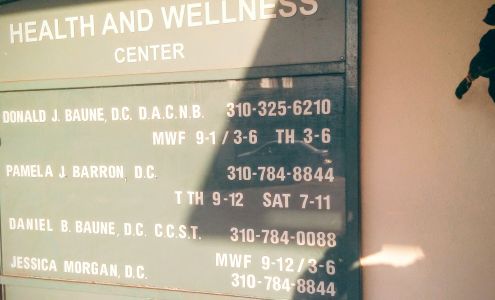 HEALTH AND WELLNESS
CENTER
DONALD J. BAUNE, D.C. D.A.C.N.B. 310-325-6210
MWF 9-1 / 3-6 TH 3-6
PAMELA J. BARRON, D.C. 310-784-8844
T TH 9-12 SAT 7-11
DANIEL B. BAUNE, D.C. C.C.S.T. 310-784-0088
MWF 9-12 / 3-6
JESSICA MORGAN, D.C. 310-784-8844